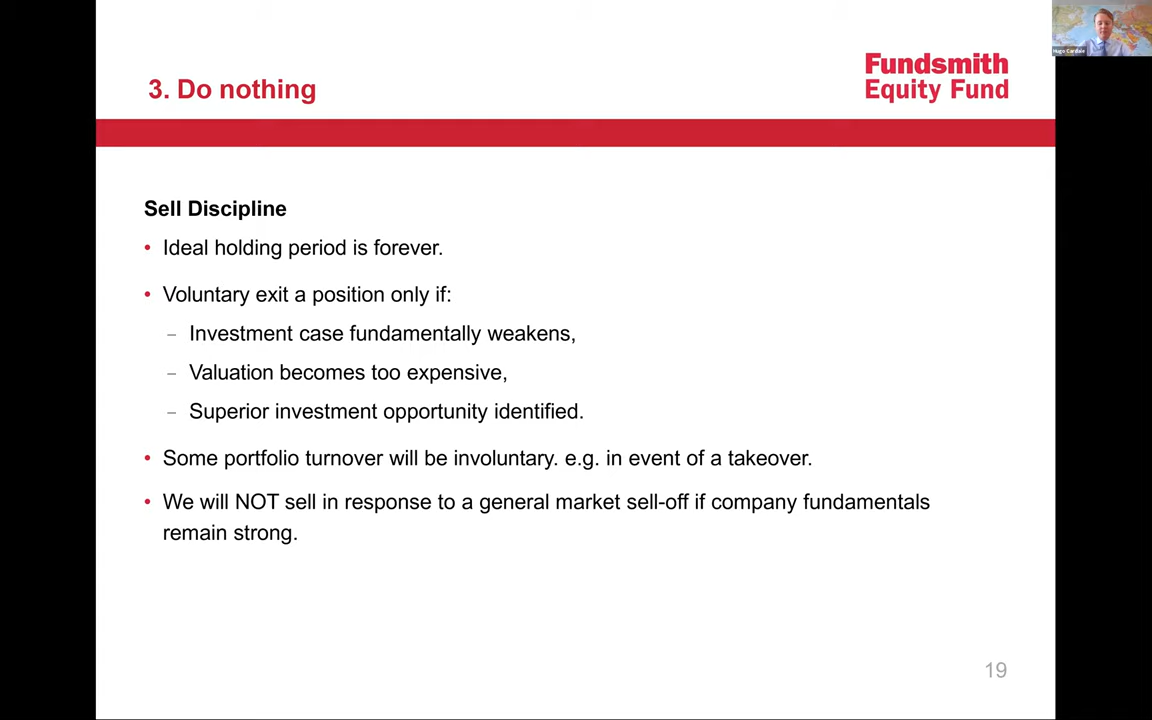 Hugo Cardale
3. Do nothing
Fundsmith
Equity Fund
Sell Discipline
• Ideal holding period is forever.
• Voluntary exit a position only if:
– Investment case fundamentally weakens,
– Valuation becomes too expensive,
– Superior investment opportunity identified.
• Some portfolio turnover will be involuntary. e.g. in event of a takeover.
• We will NOT sell in response to a general market sell-off if company fundamentals
remain strong.
19